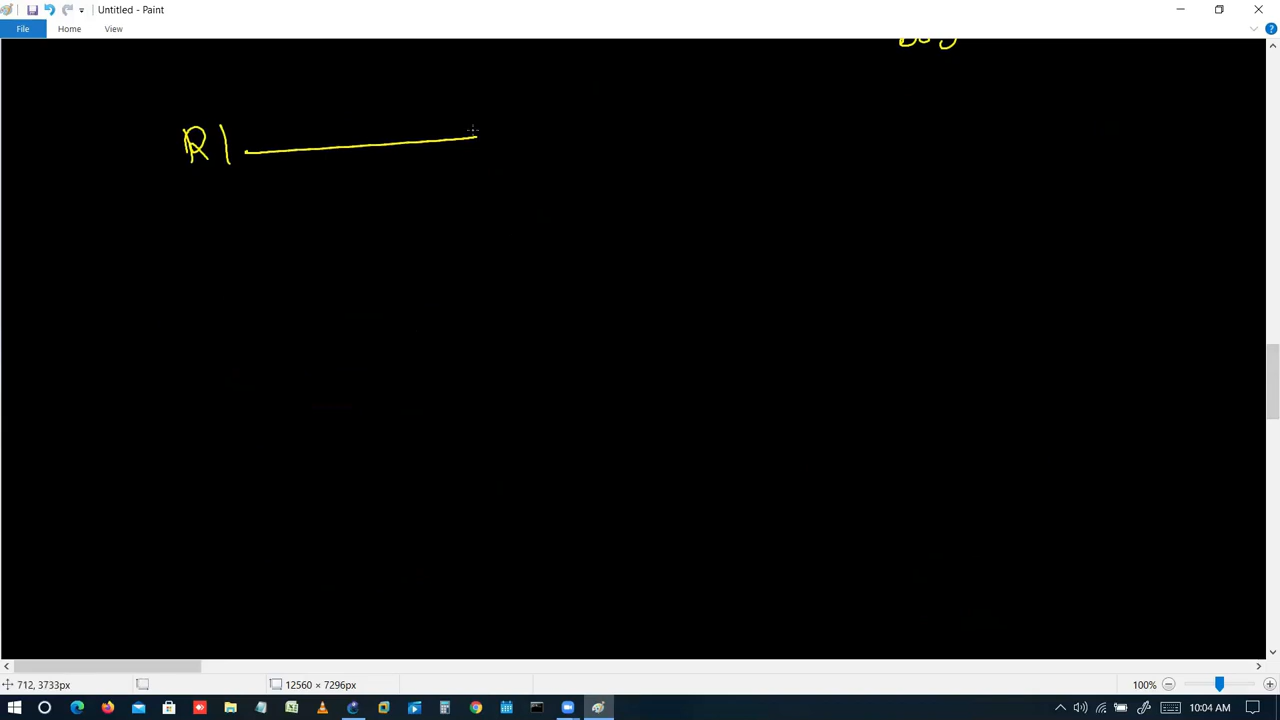 Untitled - Paint
File Home View
R1
712, 3733px 12560 × 7296px 100%
10:04 AM